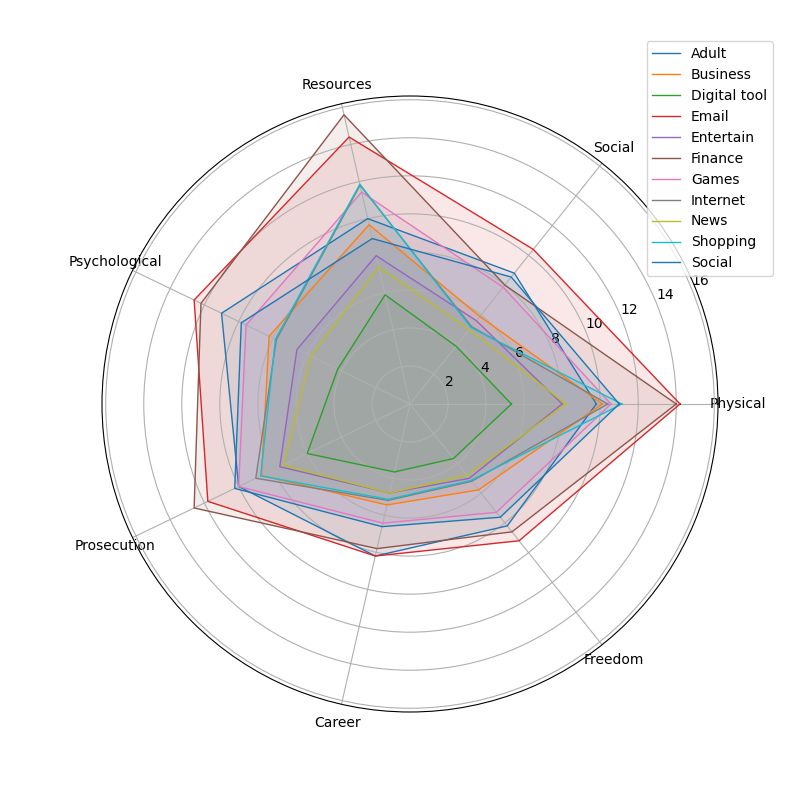 Adult
Business
Digital tool
Email
Entertain
Finance
Games
Internet
News
Shopping
Social
Resources
Social
Psychological
Physical
Prosecution
Career
Freedom
2
4
6
8
10
12
14
16